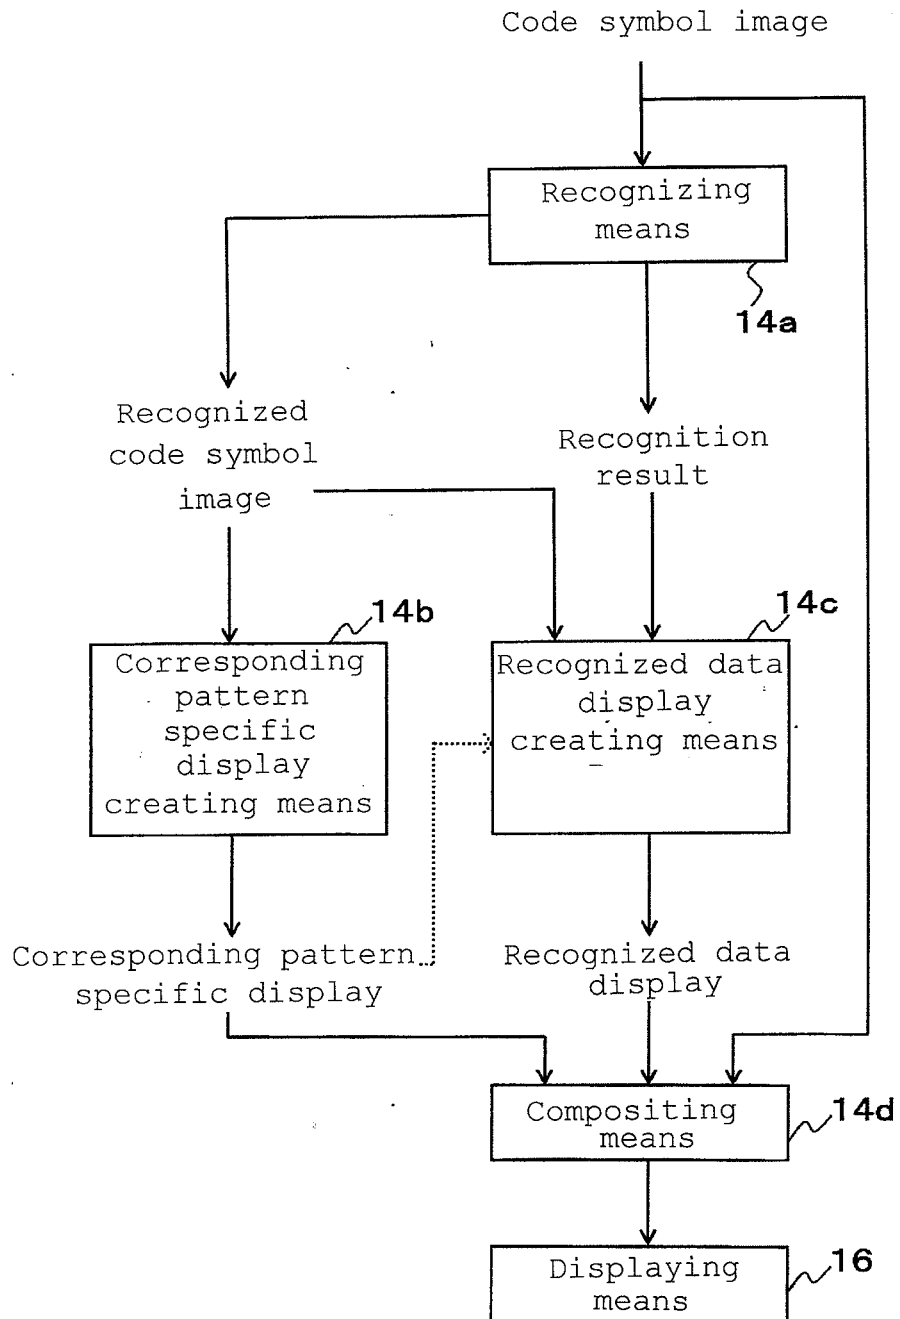 Code symbol image
Recognizing
means
14a
Recognized
code symbol
image
Recognition
result
14b
14c
Corresponding
pattern
specific
display
creating means
Recognized data
display
creating means
Corresponding pattern
specific display
Recognized data
display
Compositing
means
14d
Displaying
means
16